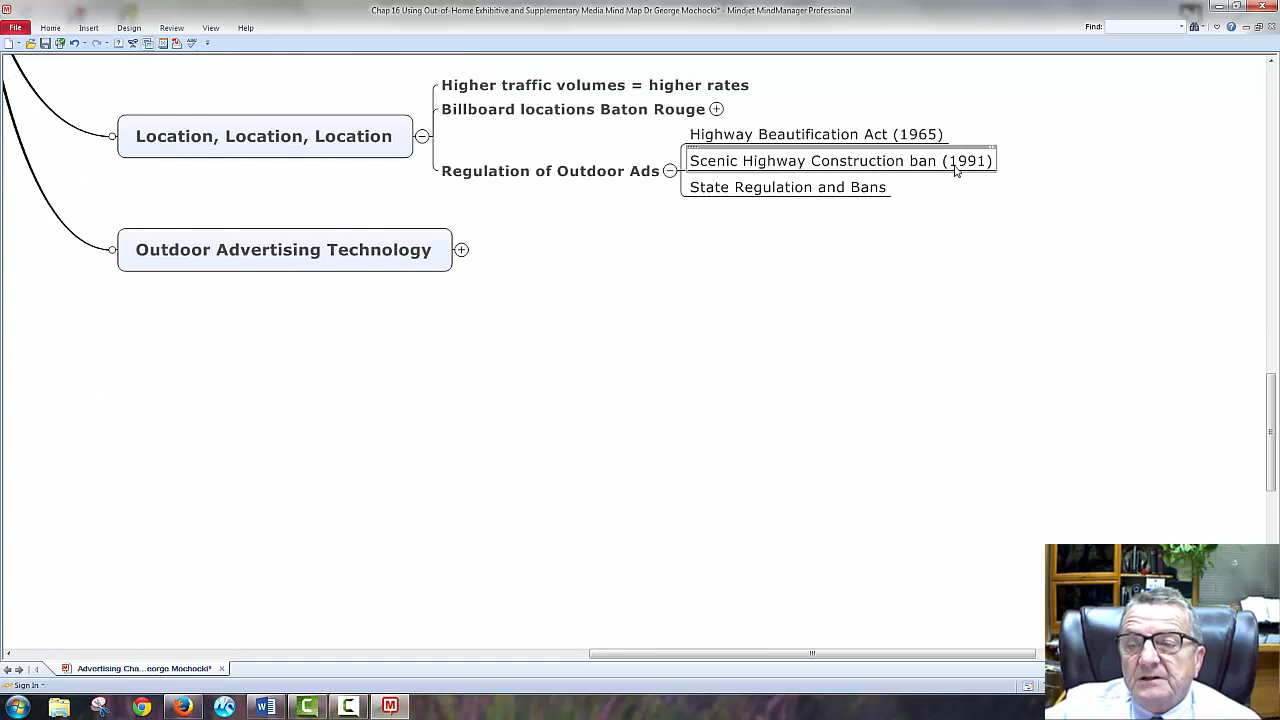 Chap 16 Using Out-of-Home Exhibitive and Supplementary Media Mind Map Dr George Mochocki* - Mindjet MindManager Professional
File Home Insert Design Review View Help Find:
Higher traffic volumes = higher rates
Location, Location, Location
Billboard locations Baton Rouge
Highway Beautification Act (1965)
Regulation of Outdoor Ads
Scenic Highway Construction ban (1991)
State Regulation and Bans
Outdoor Advertising Technology
Advertising Cha...eorge Mochocki*
Sign In